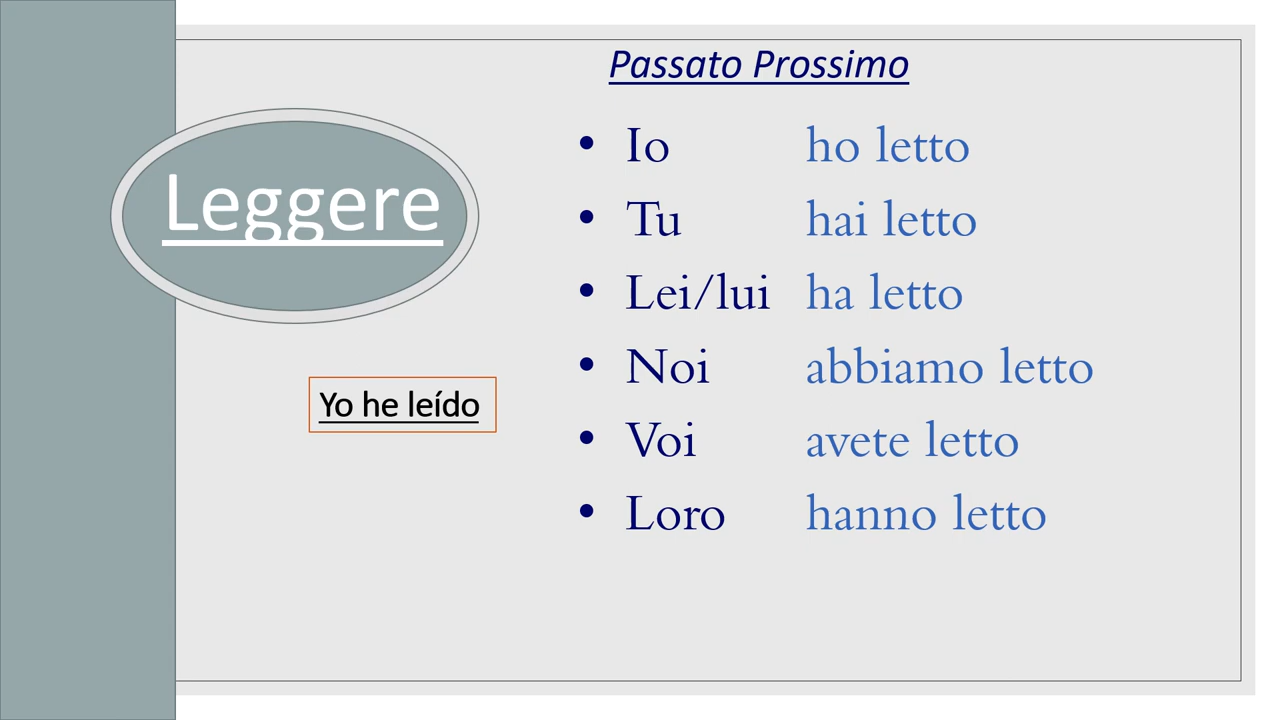 Passato Prossimo
Leggere
• Io ho letto
• Tu hai letto
• Lei/lui ha letto
• Noi abbiamo letto
• Voi avete letto
• Loro hanno letto
Yo he leído